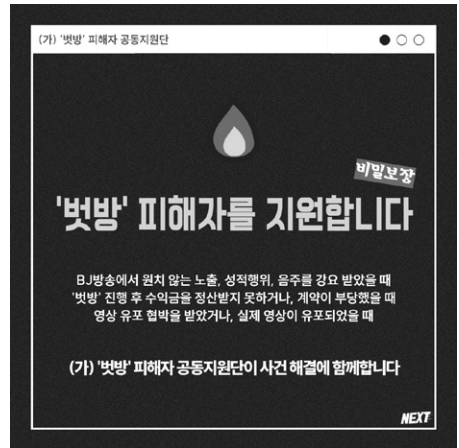 (가) '벗방' 피해자 공동지원단
비밀보장
'벗방' 피해자를 지원합니다
BJ방송에서 원치 않는 노출, 성적행위, 음주를 강요 받았을 때
'벗방' 진행 후 수익금을 정산받지 못하거나, 계약이 부당했을 때
영상 유포 협박을 받았거나, 실제 영상이 유포되었을 때
(가) '벗방' 피해자 공동지원단이 사건 해결에 함께합니다
NEXT